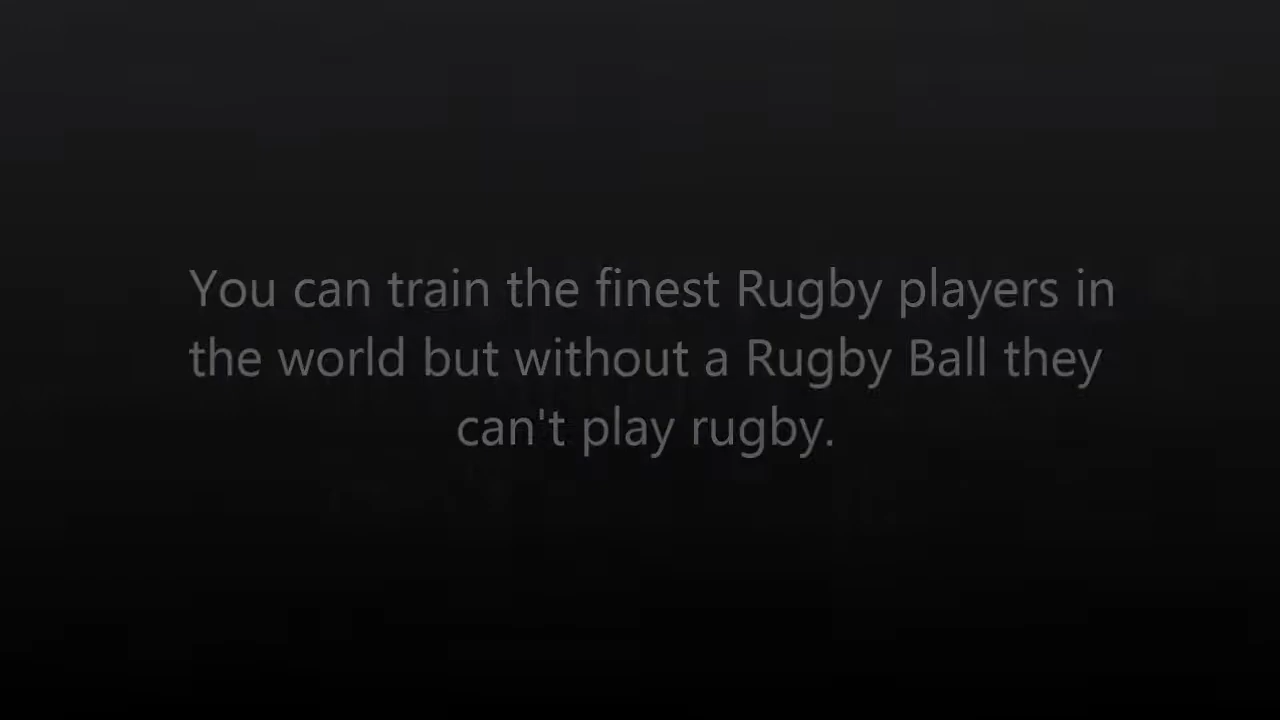 You can train the finest Rugby players in
the world but without a Rugby Ball they
can't play rugby.